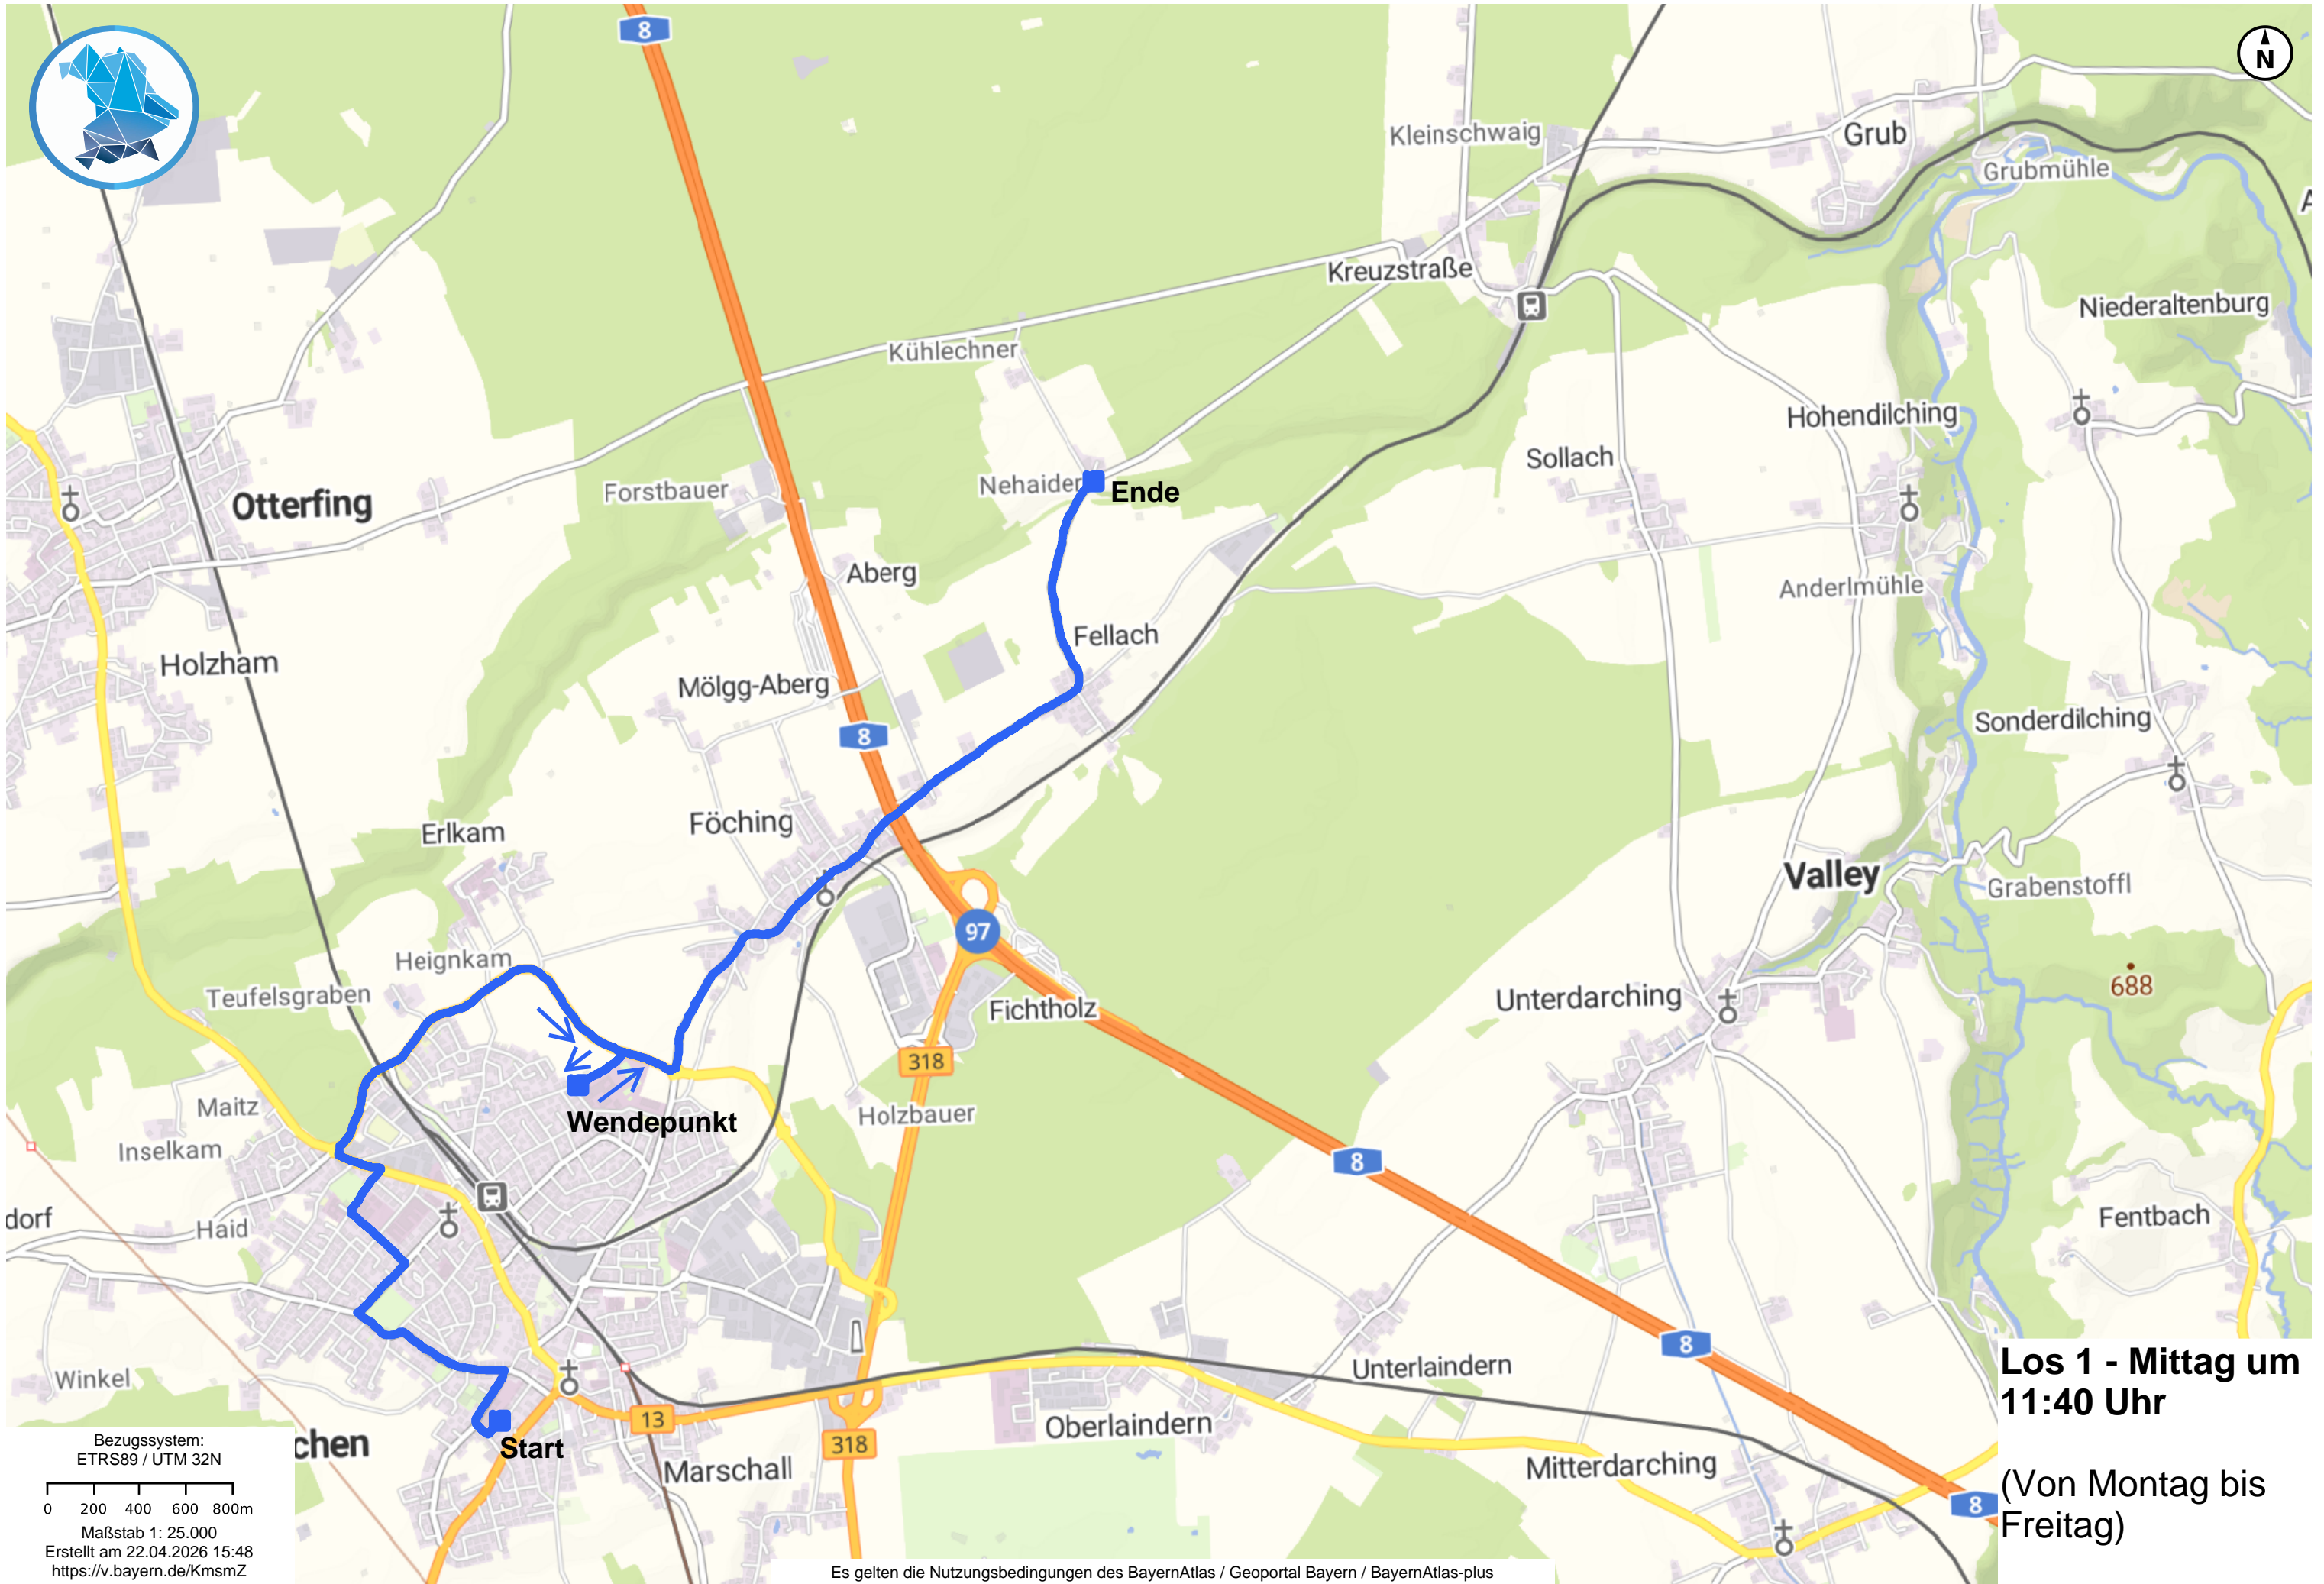 8
N
Kleinschwaig
Grub
Grubmühle
A
Kreuzstraße
Niederaltenburg
Kühlechner
Hohendilching
Sollach
Forstbauer
Nehaider
Ende
Otterfing
Aberg
Anderlmühle
Fellach
Holzham
Mölgg-Aberg
Sonderdilching
8
Föching
Erlkam
Valley
Grabenstoffl
97
Heignkam
Teufelsgraben
Fichtholz
Unterdarching
688
318
Maitz
Holzbauer
Wendepunkt
Inselkam
8
dorf
Haid
Fentbach
8
Winkel
Unterlaindern
Los 1 - Mittag um
11:40 Uhr
13
Oberlaindern
chen
Start
318
Marschall
Mitterdarching
8
(Von Montag bis
Freitag)
Bezugssystem:
ETRS89 / UTM 32N
0 200 400 600 800m
Maßstab 1: 25.000
Erstellt am 22.04.2026 15:48
https://v.bayern.de/KmsmZ
Es gelten die Nutzungsbedingungen des BayernAtlas / Geoportal Bayern / BayernAtlas-plus